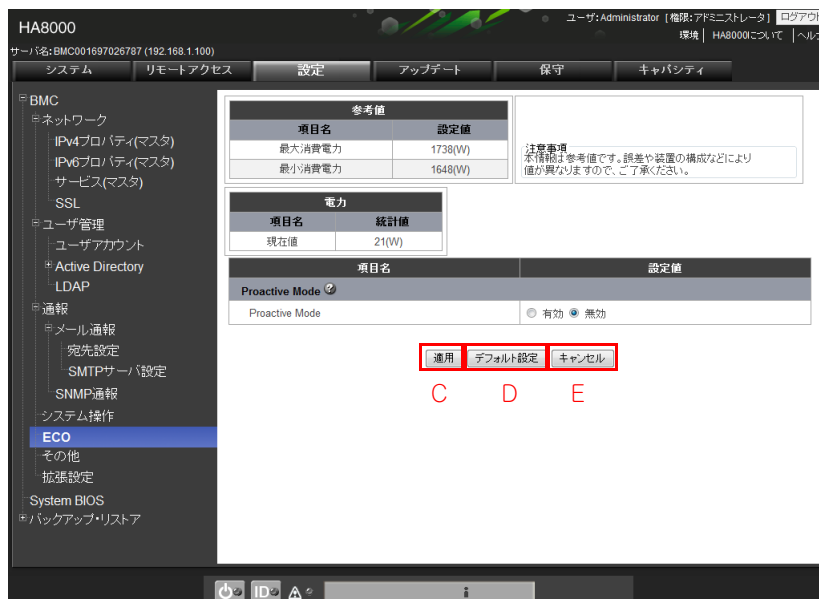 HA8000
ユーザ:Administrator [権限:アドミニストレータ] ログアウト
環境 HA8000について ヘル
サーバ名:BMC001697026787 (192.168.1.100)
システム リモートアクセス 設定 アップデート 保守 キャパシティ
BMC
ネットワーク
IPv4プロパティ(マスタ)
IPv6プロパティ(マスタ)
サービス(マスタ)
SSL
ユーザ管理
ユーザアカウント
Active Directory
LDAP
通報
メール通報
宛先設定
SMTPサーバ設定
SNMP通報
システム操作
ECO
その他
拡張設定
System BIOS
バックアップ・リストア
参考値
項目名 設定値
最大消費電力 1738(W)
最小消費電力 1648(W)
注意事項
本情報は参考値です。誤差や装置の構成などにより
値が異なりますので、ご了承ください。
電力
項目名 統計値
現在値 21(W)
項目名 設定値
Proactive Mode
Proactive Mode 有効 無効
適用 デフォルト設定 キャンセル
C D E
ID